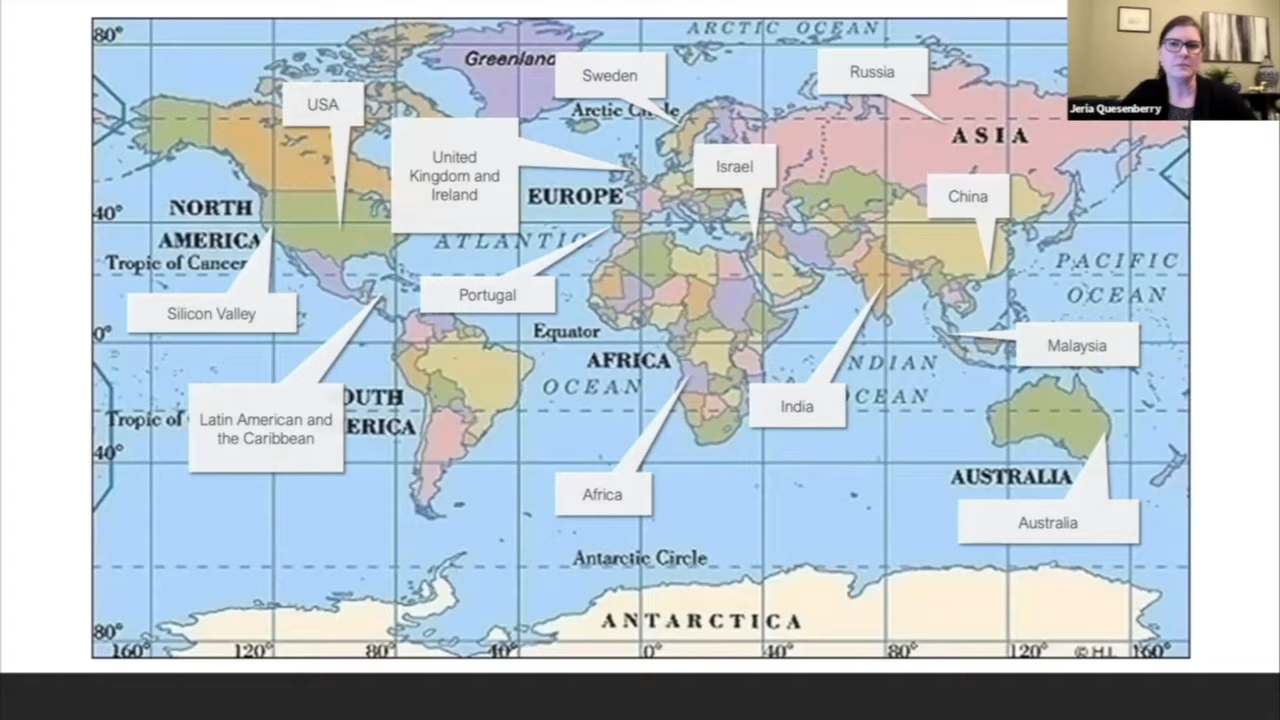 80°
ARCTIC OCEAN
Greenland
Sweden
Russia
USA
Arctic Circle
Jeria Quesenberry
ASIA
United
Kingdom and
Ireland
Israel
EUROPE
China
NORTH
AMERICA
40°
ATLANTIC
Tropic of Cancer
PACIFIC
OCEAN
Portugal
Silicon Valley
Equator
0°
AFRICA
OCEAN
INDIAN
OCEAN
Malaysia
OUTH
ERICA
Tropic of
Latin American and
the Caribbean
India
40°
AUSTRALIA
Africa
Australia
Antarctic Circle
ANTARCTICA
80°
160° 120° 80° 40° 0° 40° 80° 120° © H.L. 160°